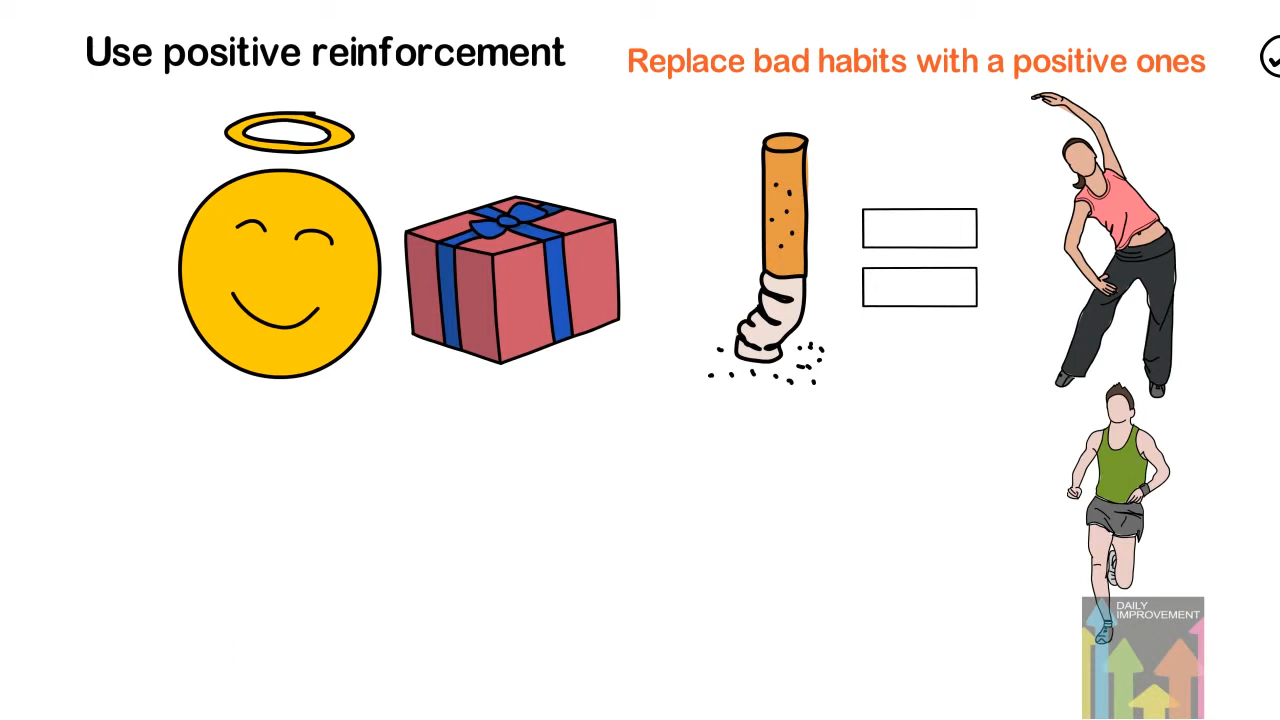 Use positive reinforcement
Replace bad habits with a positive ones
DAILY
IMPROVEMENT